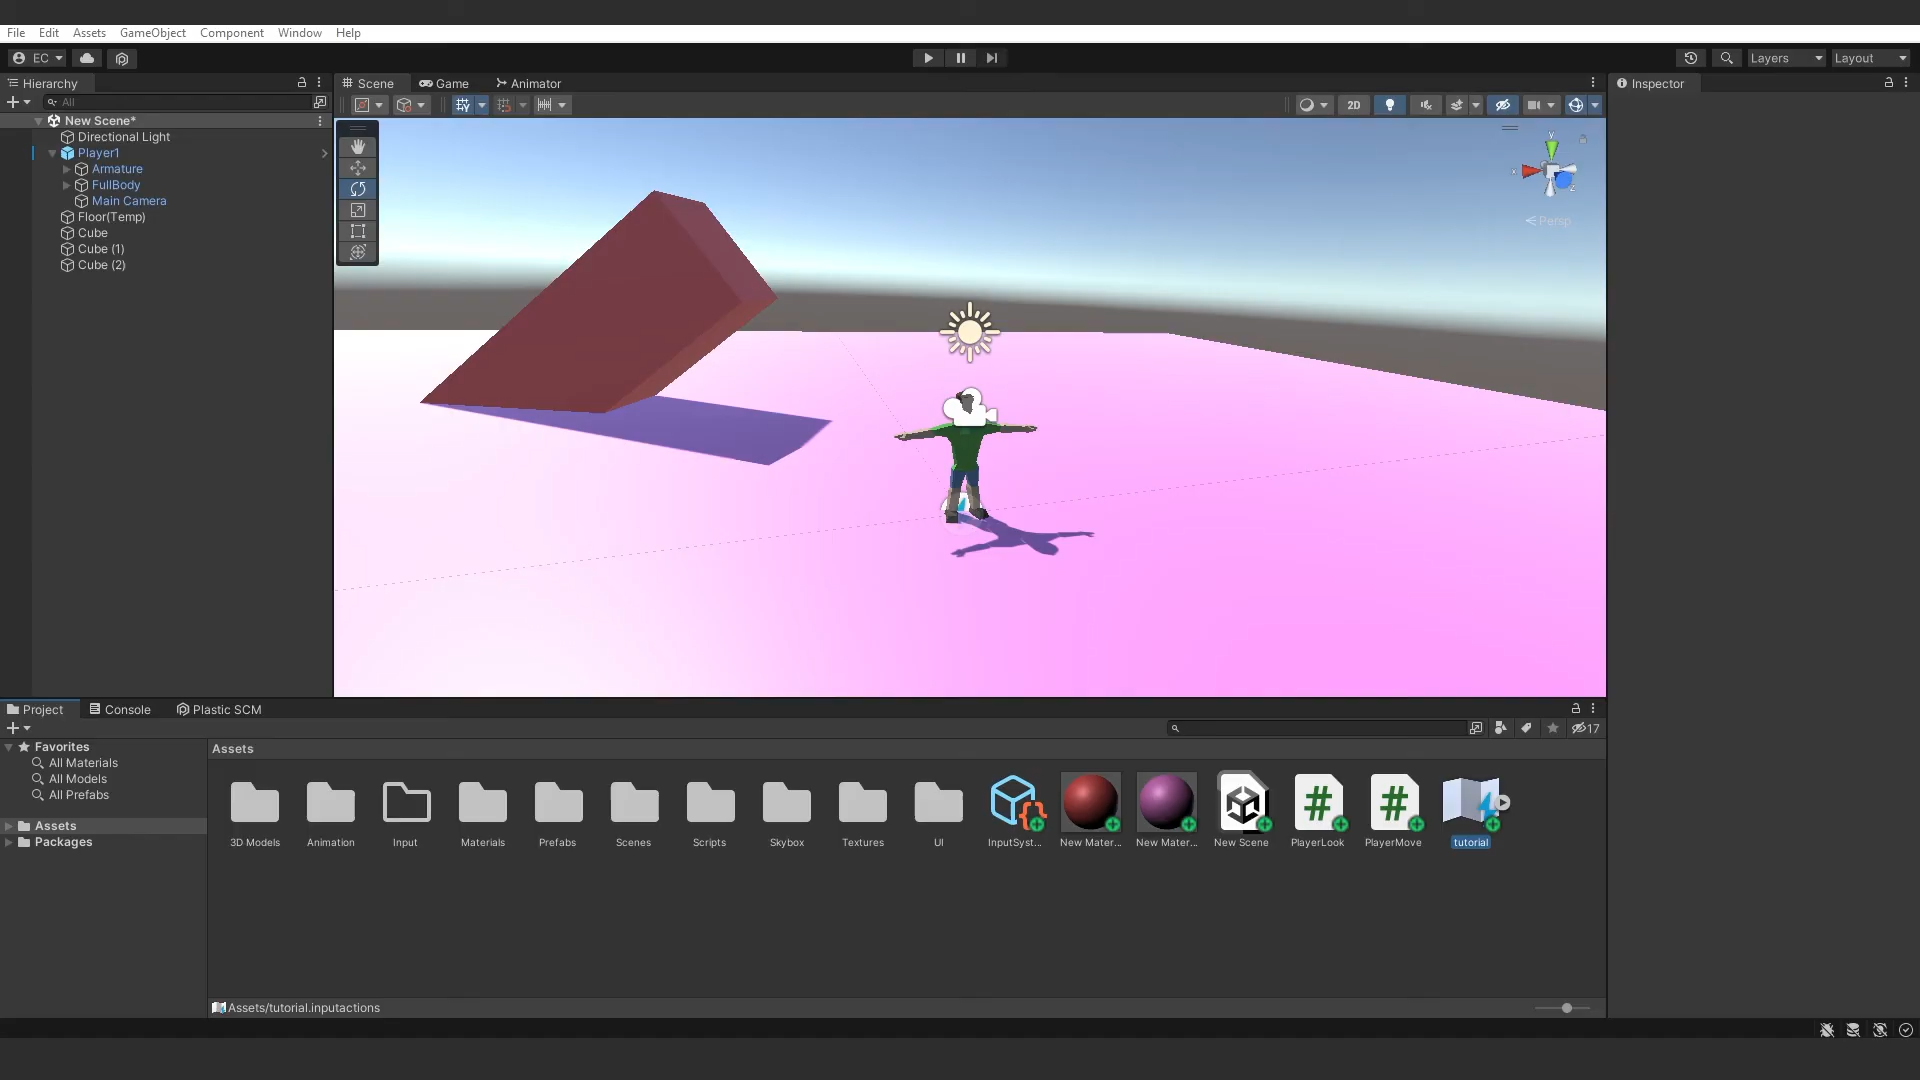 File Edit Assets GameObject Component Window Help
EC Layers Layout
Hierarchy Scene Game Animator Inspector
All 2D
New Scene*
Directional Light
Player1
Armature
FullBody
Main Camera
Floor(Temp)
Cube
Cube (1)
Cube (2)
y
x
z
Persp
Project Console Plastic SCM
17
Favorites
All Materials
All Models
All Prefabs
Assets
Packages
Assets
3D Models Animation Input Materials Prefabs Scenes Scripts Skybox Textures UI InputSyst... New Mater... New Mater... New Scene PlayerLook PlayerMove tutorial
Assets/tutorial.inputactions